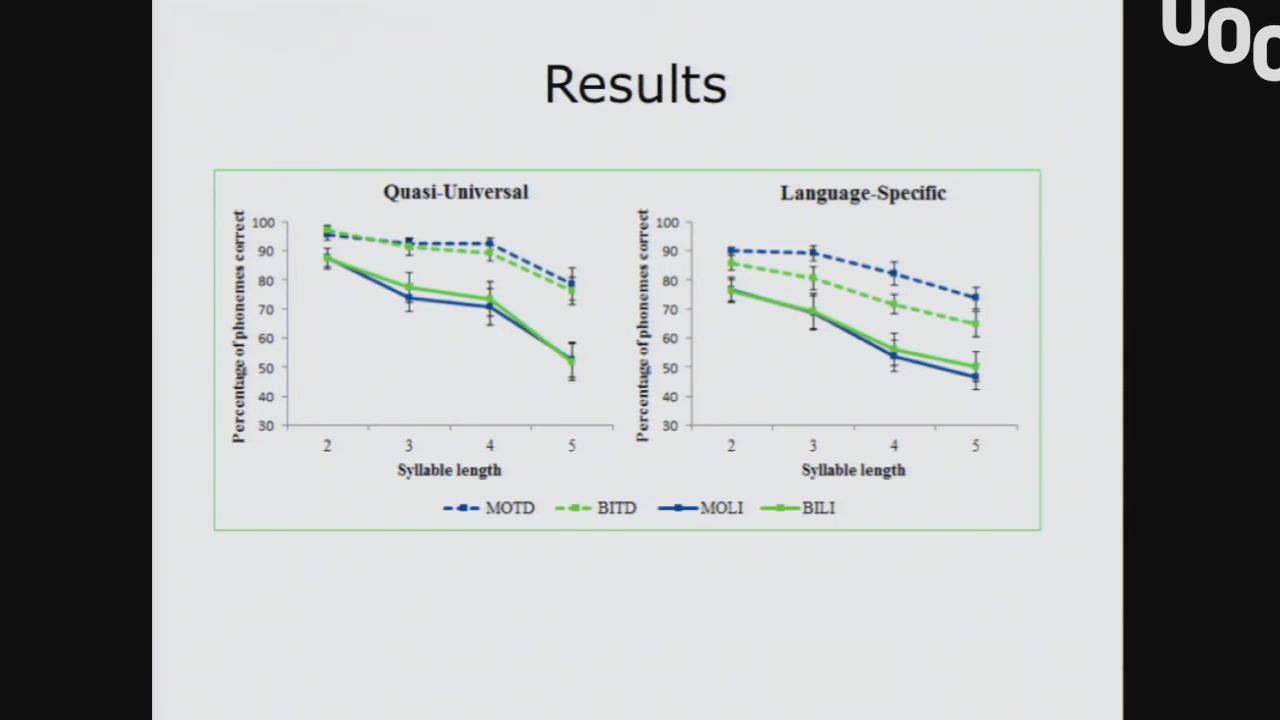 UOC
Results
Quasi-Universal
Percentage of phonemes correct
100
90
80
70
60
50
40
30
2 3 4 5
Syllable length
Language-Specific
Percentage of phonemes correct
100
90
80
70
60
50
40
30
2 3 4 5
Syllable length
MOTD BITD MOLI BILI